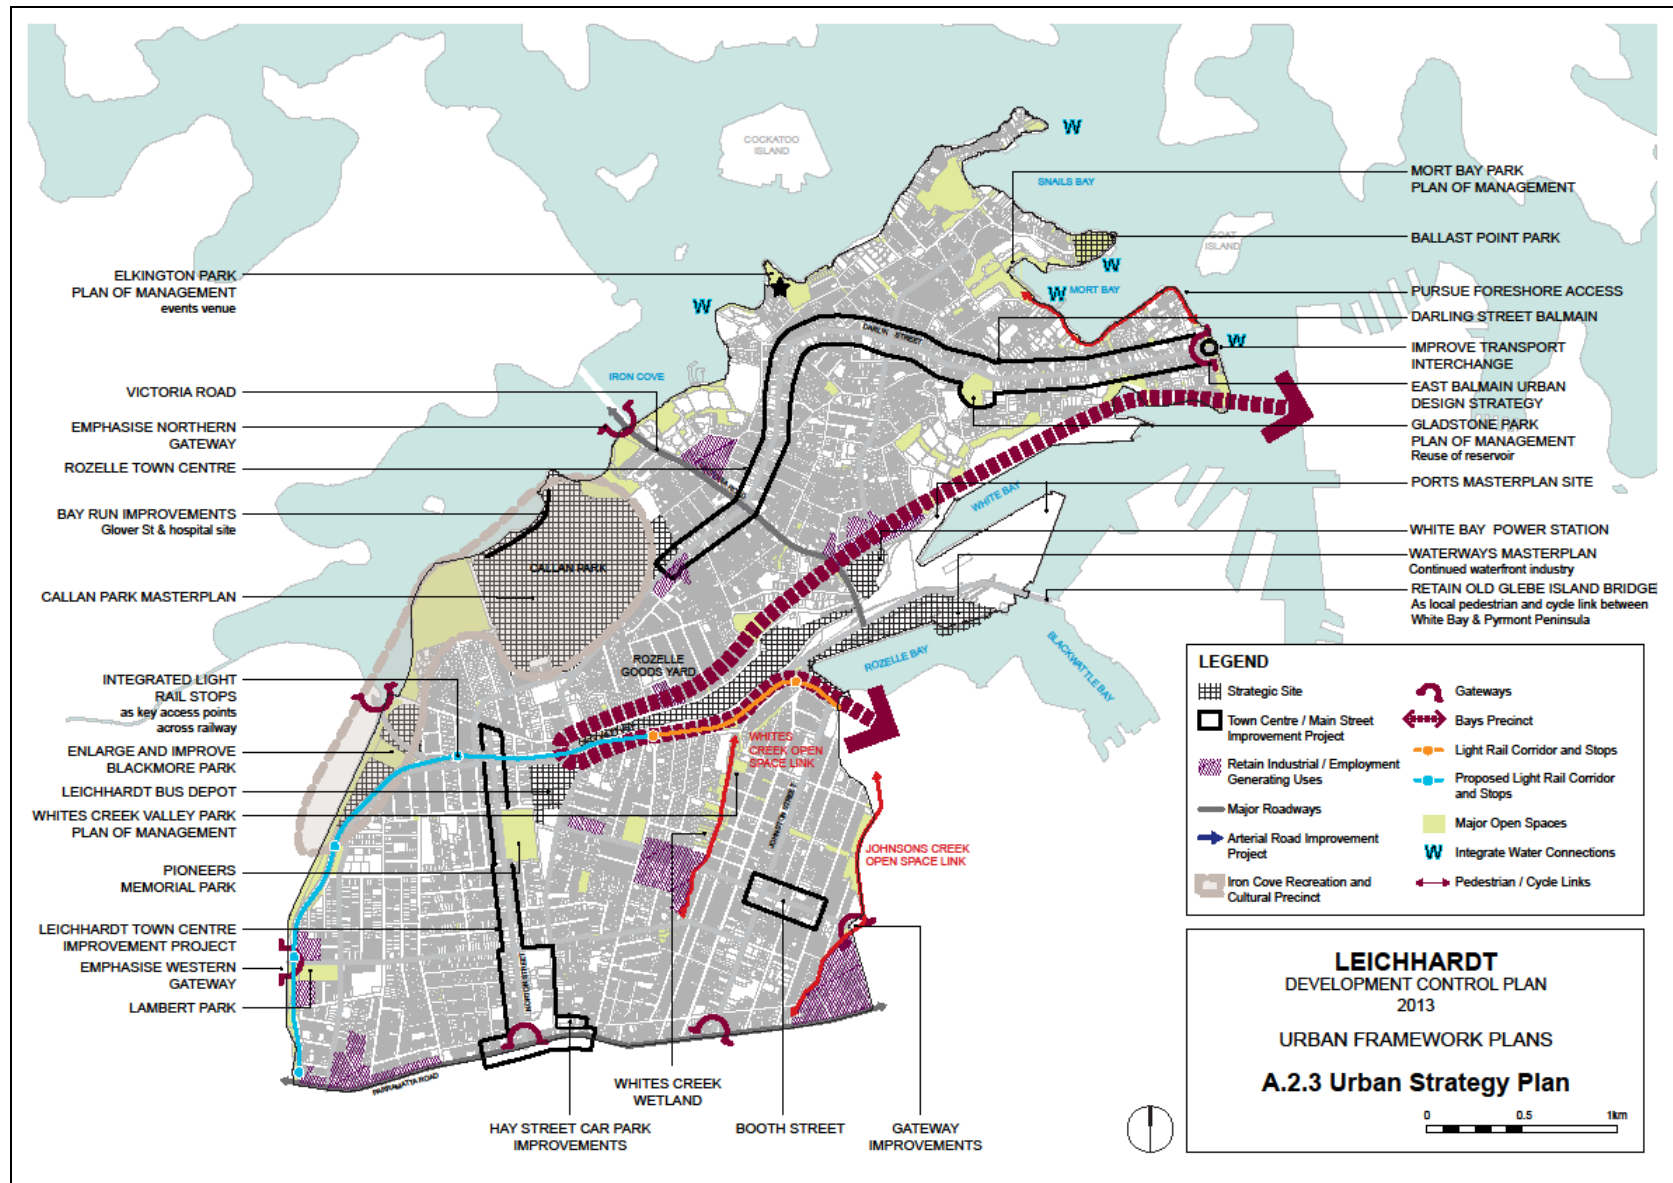 COCKATOO
ISLAND
SNAILS BAY
GOAT
ISLAND
MORT BAY
IRON COVE
DARLING STREET
VICTORIA ROAD
WHITE BAY
CALLAN PARK
ROZELLE
GOODS YARD
ROZELLE BAY
BLACKWATTLE BAY
WHITES
CREEK OPEN
SPACE LINK
JOHNSTON STREET
JOHNSONS CREEK
OPEN SPACE LINK
NORTON STREET
PARRAMATTA ROAD
W
W
W
W
W
ELKINGTON PARK
PLAN OF MANAGEMENT
events venue
VICTORIA ROAD
EMPHASISE NORTHERN
GATEWAY
ROZELLE TOWN CENTRE
BAY RUN IMPROVEMENTS
Glover St & hospital site
CALLAN PARK MASTERPLAN
INTEGRATED LIGHT
RAIL STOPS
as key access points
across railway
ENLARGE AND IMPROVE
BLACKMORE PARK
LEICHHARDT BUS DEPOT
WHITES CREEK VALLEY PARK
PLAN OF MANAGEMENT
PIONEERS
MEMORIAL PARK
LEICHHARDT TOWN CENTRE
IMPROVEMENT PROJECT
EMPHASISE WESTERN
GATEWAY
LAMBERT PARK
HAY STREET CAR PARK
IMPROVEMENTS
WHITES CREEK
WETLAND
BOOTH STREET
GATEWAY
IMPROVEMENTS
MORT BAY PARK
PLAN OF MANAGEMENT
BALLAST POINT PARK
PURSUE FORESHORE ACCESS
DARLING STREET BALMAIN
IMPROVE TRANSPORT
INTERCHANGE
EAST BALMAIN URBAN
DESIGN STRATEGY
GLADSTONE PARK
PLAN OF MANAGEMENT
Reuse of reservoir
PORTS MASTERPLAN SITE
WHITE BAY POWER STATION
WATERWAYS MASTERPLAN
Continued waterfront industry
RETAIN OLD GLEBE ISLAND BRIDGE
As local pedestrian and cycle link between
White Bay & Pyrmont Peninsula
LEGEND
Strategic Site
Town Centre / Main Street
Improvement Project
Retain Industrial / Employment
Generating Uses
Major Roadways
Arterial Road Improvement
Project
Iron Cove Recreation and
Cultural Precinct
Gateways
Bays Precinct
Light Rail Corridor and Stops
Proposed Light Rail Corridor
and Stops
Major Open Spaces
W Integrate Water Connections
Pedestrian / Cycle Links
LEICHHARDT
DEVELOPMENT CONTROL PLAN
2013
URBAN FRAMEWORK PLANS
A.2.3 Urban Strategy Plan
0 0.5 1km